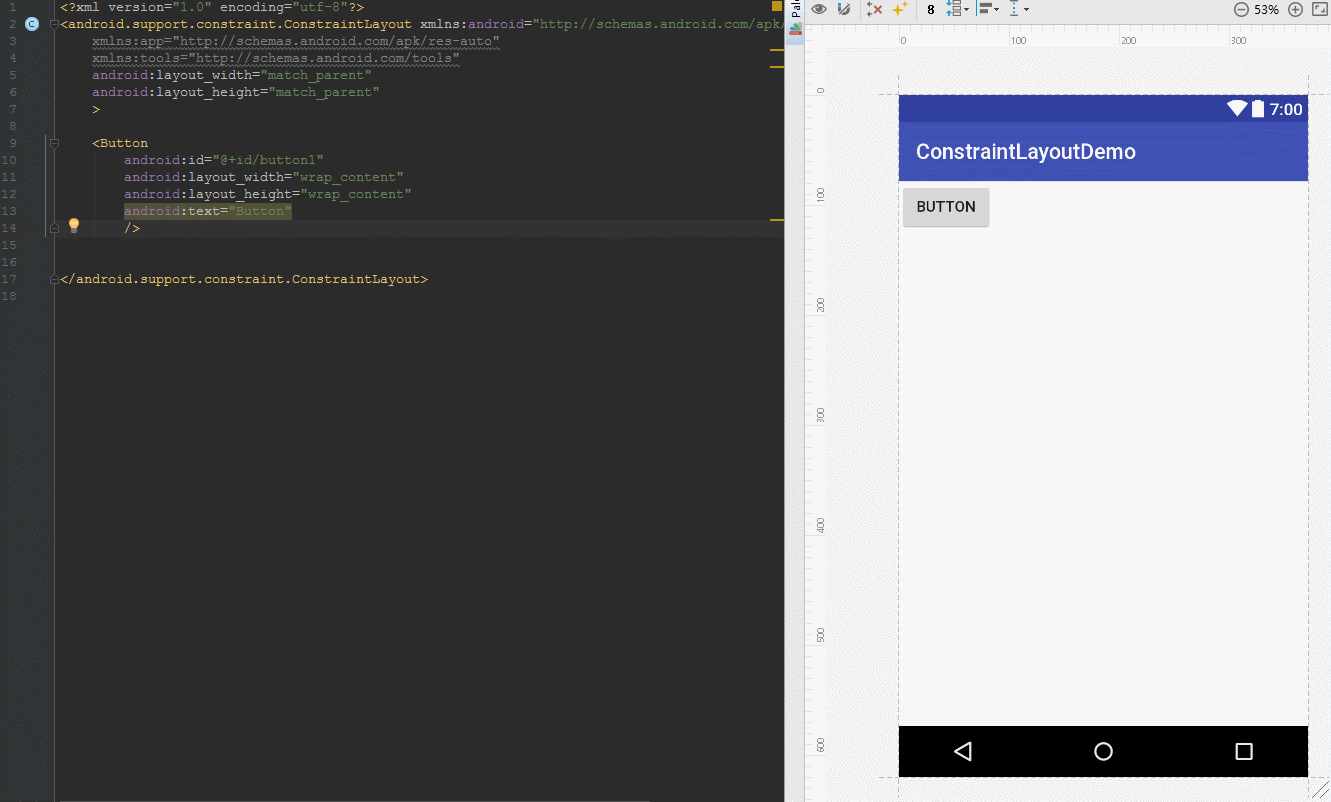 1 <?xml version="1.0" encoding="utf-8"?>
2 <android.support.constraint.ConstraintLayout xmlns:android="http://schemas.android.com/apk/
3 xmlns:app="http://schemas.android.com/apk/res-auto"
4 xmlns:tools="http://schemas.android.com/tools"
5 android:layout_width="match_parent"
6 android:layout_height="match_parent"
7 >
8
9 <Button
10 android:id="@+id/button1"
11 android:layout_width="wrap_content"
12 android:layout_height="wrap_content"
13 android:text="Button"
14 />
15
16
17 </android.support.constraint.ConstraintLayout>
18
C
Pal
8
53%
0 100 200 300
0
100
200
300
400
500
600
7:00
ConstraintLayoutDemo
BUTTON